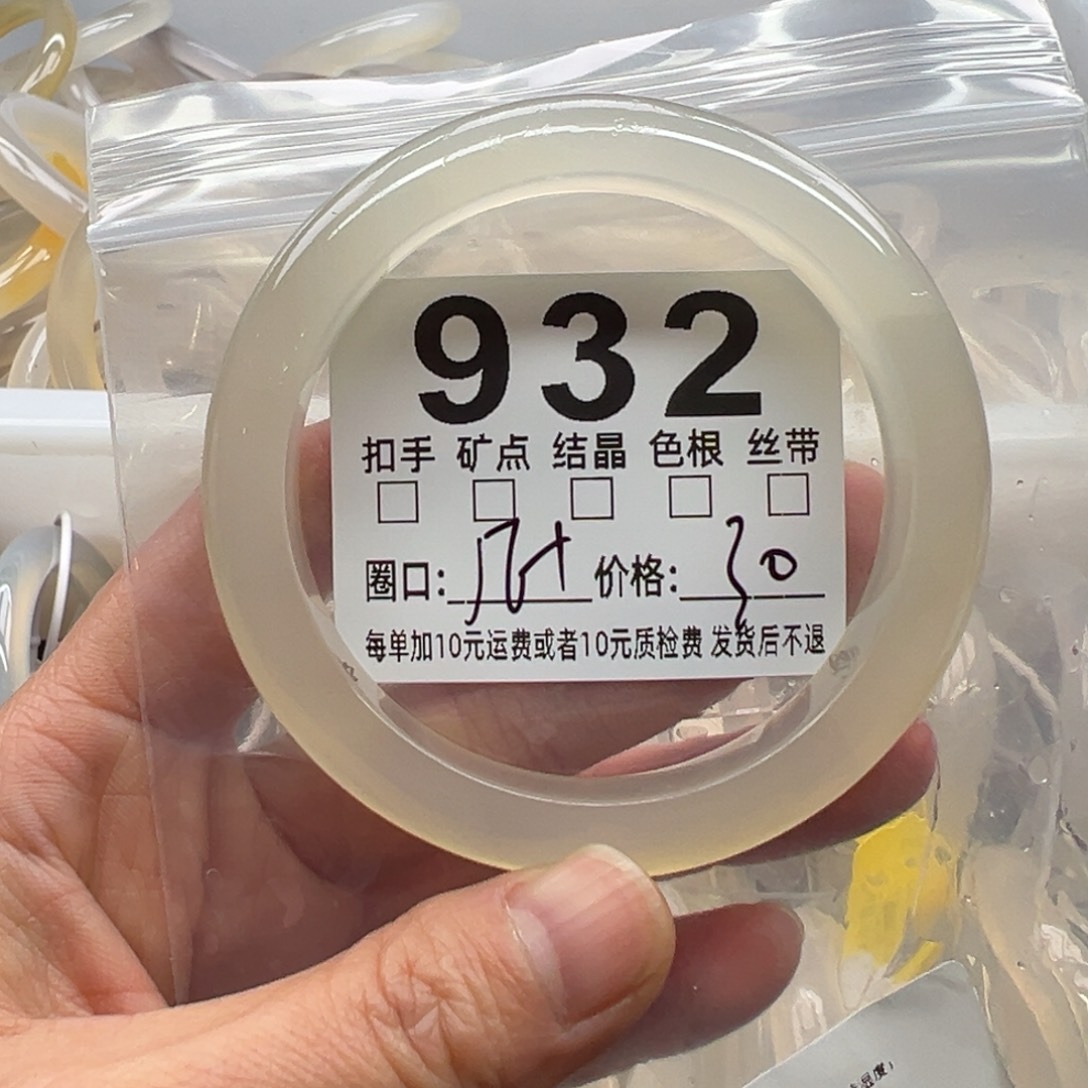 932
扣手 矿点 结晶 色根 丝带
□ □ □ □ □
圈口: 价格: 30
每单加10元运费或者10元质检费 发货后不退